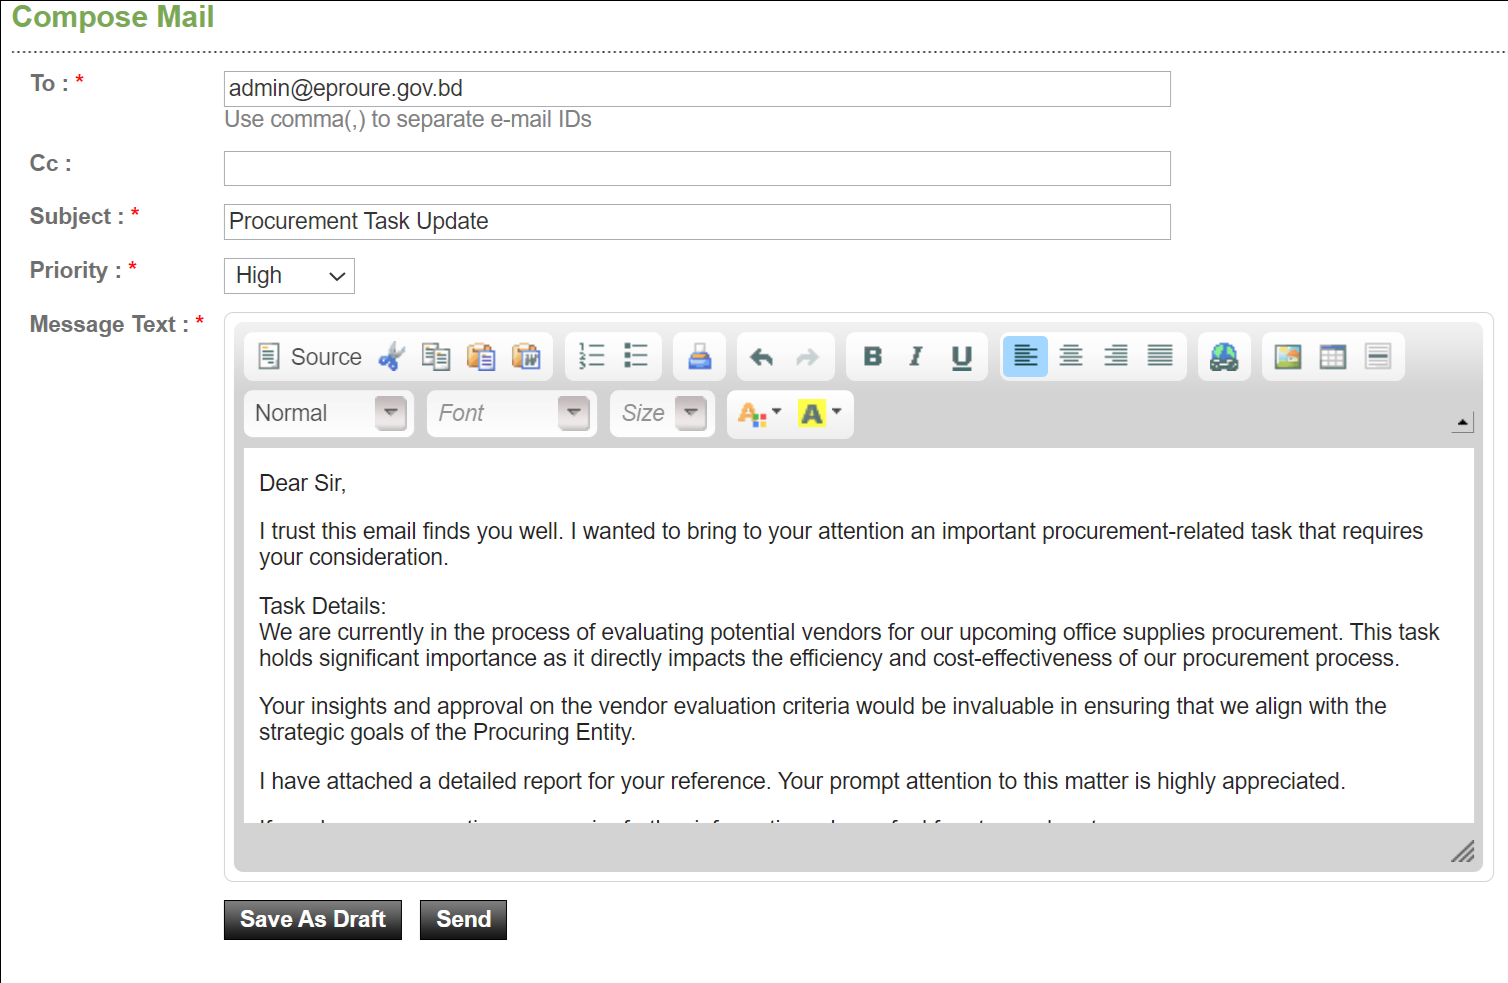 Compose Mail
To : *
admin@eproure.gov.bd
Use comma(,) to separate e-mail IDs
Cc :
Subject : *
Procurement Task Update
Priority : *
High
Message Text : *
Source
Normal
Font
Size
Dear Sir,
I trust this email finds you well. I wanted to bring to your attention an important procurement-related task that requires
your consideration.
Task Details:
We are currently in the process of evaluating potential vendors for our upcoming office supplies procurement. This task
holds significant importance as it directly impacts the efficiency and cost-effectiveness of our procurement process.
Your insights and approval on the vendor evaluation criteria would be invaluable in ensuring that we align with the
strategic goals of the Procuring Entity.
I have attached a detailed report for your reference. Your prompt attention to this matter is highly appreciated.
Save As Draft
Send